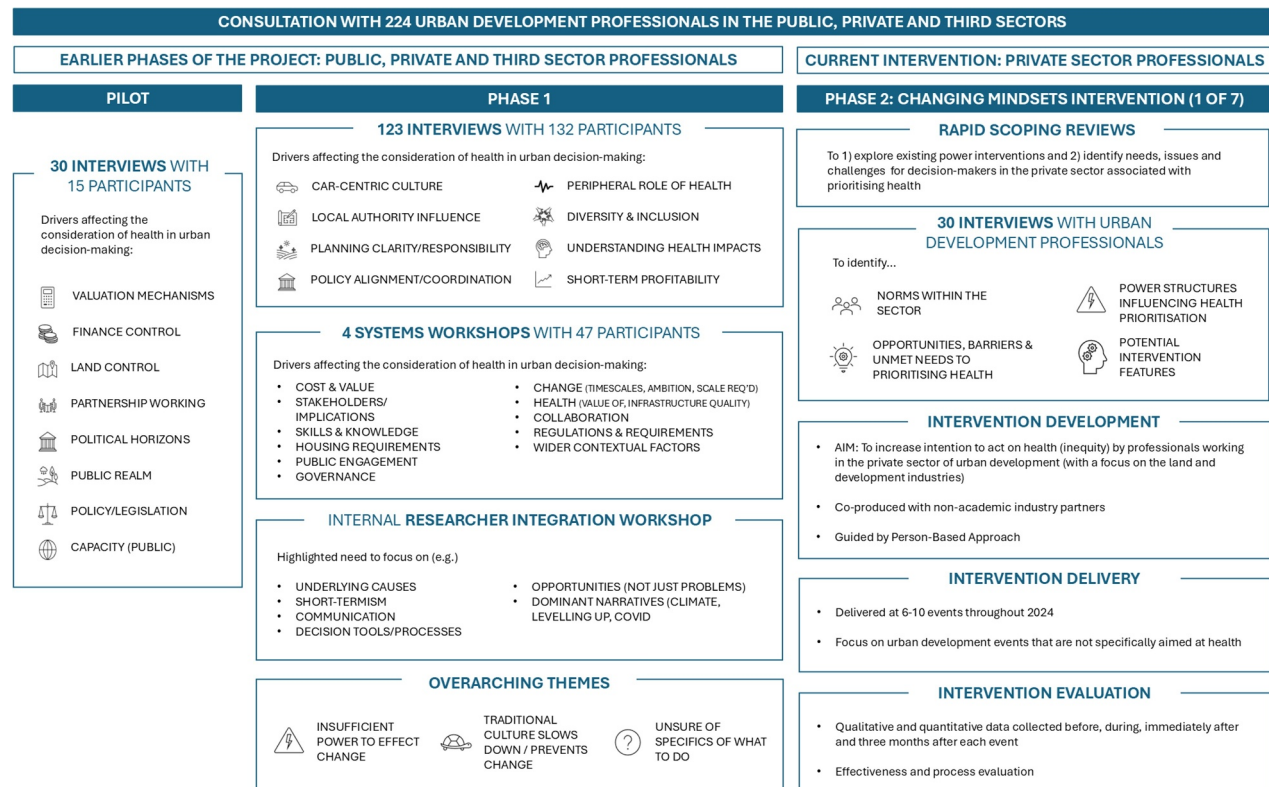 CONSULTATION WITH 224 URBAN DEVELOPMENT PROFESSIONALS IN THE PUBLIC, PRIVATE AND THIRD SECTORS
EARLIER PHASES OF THE PROJECT: PUBLIC, PRIVATE AND THIRD SECTOR PROFESSIONALS
PILOT
30 INTERVIEWS WITH
15 PARTICIPANTS
Drivers affecting the
consideration of health in urban
decision-making:
VALUATION MECHANISMS
FINANCE CONTROL
LAND CONTROL
PARTNERSHIP WORKING
POLITICAL HORIZONS
PUBLIC REALM
POLICY/LEGISLATION
CAPACITY (PUBLIC)
PHASE 1
123 INTERVIEWS WITH 132 PARTICIPANTS
Drivers affecting the consideration of health in urban decision-making:
CAR-CENTRIC CULTURE
LOCAL AUTHORITY INFLUENCE
PLANNING CLARITY/RESPONSIBILITY
POLICY ALIGNMENT/COORDINATION
PERIPHERAL ROLE OF HEALTH
DIVERSITY & INCLUSION
UNDERSTANDING HEALTH IMPACTS
SHORT-TERM PROFITABILITY
4 SYSTEMS WORKSHOPS WITH 47 PARTICIPANTS
Drivers affecting the consideration of health in urban decision-making:
• COST & VALUE
• STAKEHOLDERS/
IMPLICATIONS
• SKILLS & KNOWLEDGE
• HOUSING REQUIREMENTS
• PUBLIC ENGAGEMENT
• GOVERNANCE
• CHANGE (TIMESCALES, AMBITION, SCALE REQ'D)
• HEALTH (VALUE OF, INFRASTRUCTURE QUALITY)
• COLLABORATION
• REGULATIONS & REQUIREMENTS
• WIDER CONTEXTUAL FACTORS
INTERNAL RESEARCHER INTEGRATION WORKSHOP
Highlighted need to focus on (e.g.)
• UNDERLYING CAUSES
• SHORT-TERMISM
• COMMUNICATION
• DECISION TOOLS/PROCESSES
• OPPORTUNITIES (NOT JUST PROBLEMS)
• DOMINANT NARRATIVES (CLIMATE,
LEVELLING UP, COVID
OVERARCHING THEMES
INSUFFICIENT
POWER TO EFFECT
CHANGE
TRADITIONAL
CULTURE SLOWS
DOWN / PREVENTS
CHANGE
?
UNSURE OF
SPECIFICS OF WHAT
TO DO
CURRENT INTERVENTION: PRIVATE SECTOR PROFESSIONALS
PHASE 2: CHANGING MINDSETS INTERVENTION (1 OF 7)
RAPID SCOPING REVIEWS
To 1) explore existing power interventions and 2) identify needs, issues and
challenges for decision-makers in the private sector associated with
prioritising health
30 INTERVIEWS WITH URBAN
DEVELOPMENT PROFESSIONALS
To identify...
NORMS WITHIN THE
SECTOR
POWER STRUCTURES
INFLUENCING HEALTH
PRIORITISATION
OPPORTUNITIES, BARRIERS &
UNMET NEEDS TO
PRIORITISING HEALTH
POTENTIAL
INTERVENTION
FEATURES
INTERVENTION DEVELOPMENT
• AIM: To increase intention to act on health (inequity) by professionals working
in the private sector of urban development (with a focus on the land and
development industries)
• Co-produced with non-academic industry partners
• Guided by Person-Based Approach
INTERVENTION DELIVERY
• Delivered at 6-10 events throughout 2024
• Focus on urban development events that are not specifically aimed at health
INTERVENTION EVALUATION
• Qualitative and quantitative data collected before, during, immediately after
and three months after each event
• Effectiveness and process evaluation